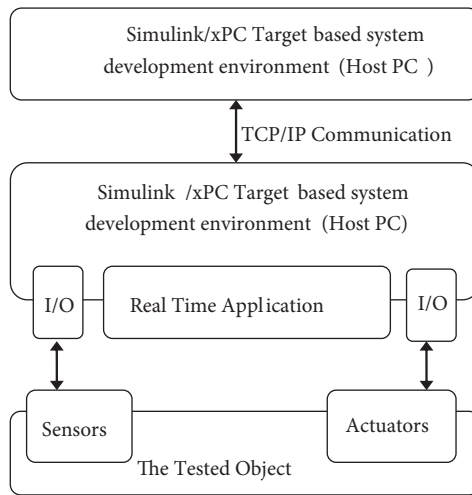 Simulink/xPC Target based system
development environment (Host PC )
TCP/IP Communication
Simulink /xPC Target based system
development environment (Host PC)
I/O
Real Time Application
I/O
Sensors
Actuators
The Tested Object